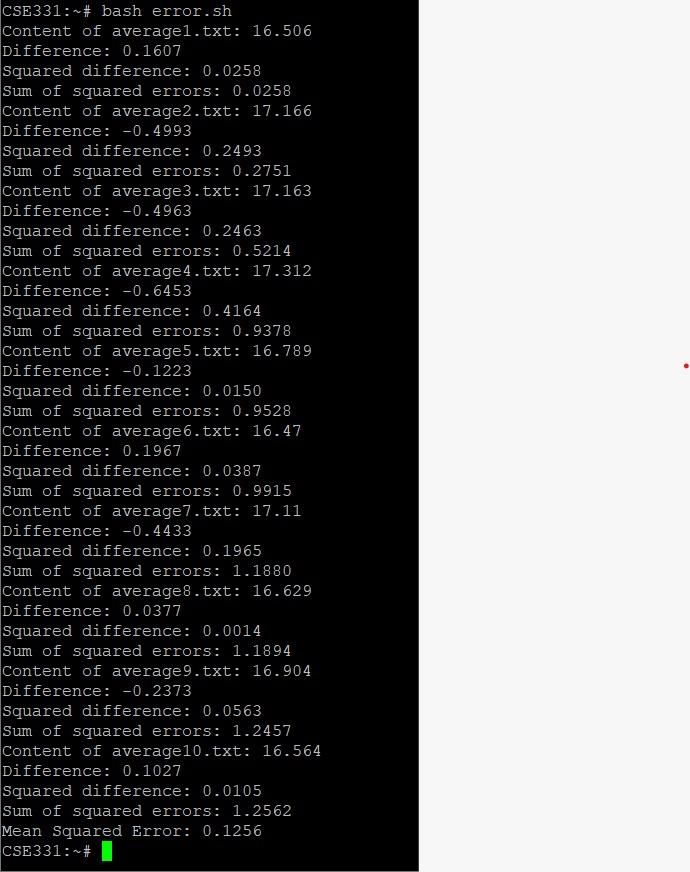 CSE331:~# bash error.sh
Content of average1.txt: 16.506
Difference: 0.1607
Squared difference: 0.0258
Sum of squared errors: 0.0258
Content of average2.txt: 17.166
Difference: -0.4993
Squared difference: 0.2493
Sum of squared errors: 0.2751
Content of average3.txt: 17.163
Difference: -0.4963
Squared difference: 0.2463
Sum of squared errors: 0.5214
Content of average4.txt: 17.312
Difference: -0.6453
Squared difference: 0.4164
Sum of squared errors: 0.9378
Content of average5.txt: 16.789
Difference: -0.1223
Squared difference: 0.0150
Sum of squared errors: 0.9528
Content of average6.txt: 16.47
Difference: 0.1967
Squared difference: 0.0387
Sum of squared errors: 0.9915
Content of average7.txt: 17.11
Difference: -0.4433
Squared difference: 0.1965
Sum of squared errors: 1.1880
Content of average8.txt: 16.629
Difference: 0.0377
Squared difference: 0.0014
Sum of squared errors: 1.1894
Content of average9.txt: 16.904
Difference: -0.2373
Squared difference: 0.0563
Sum of squared errors: 1.2457
Content of average10.txt: 16.564
Difference: 0.1027
Squared difference: 0.0105
Sum of squared errors: 1.2562
Mean Squared Error: 0.1256
CSE331:~#